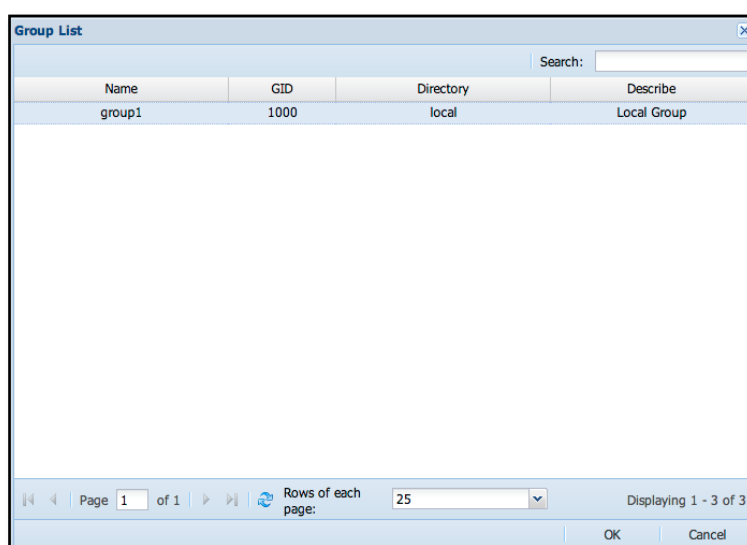 Group List
Search:
Name GID Directory Describe
group1 1000 local Local Group
Page 1 of 1 Rows of each page: 25 Displaying 1 - 3 of 3
OK Cancel